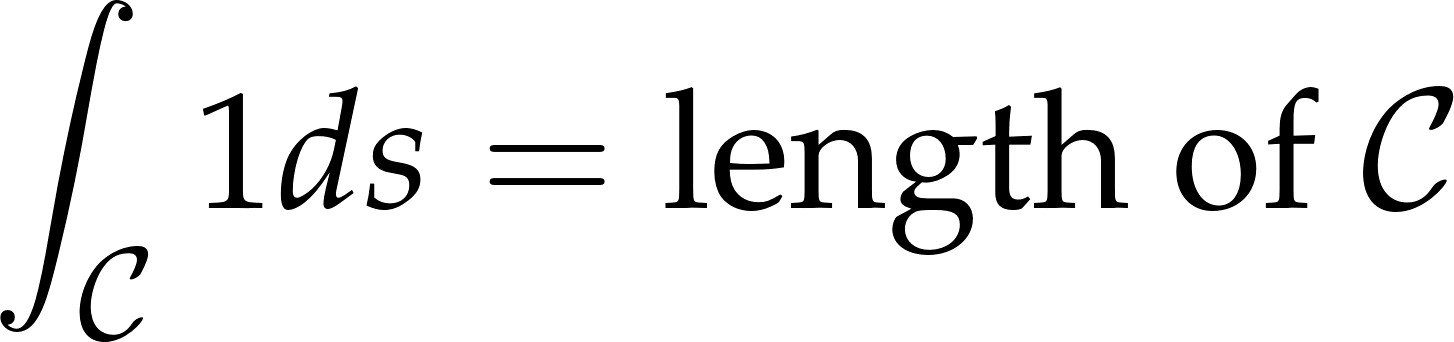 ∫_𝒞 1ds = length of 𝒞